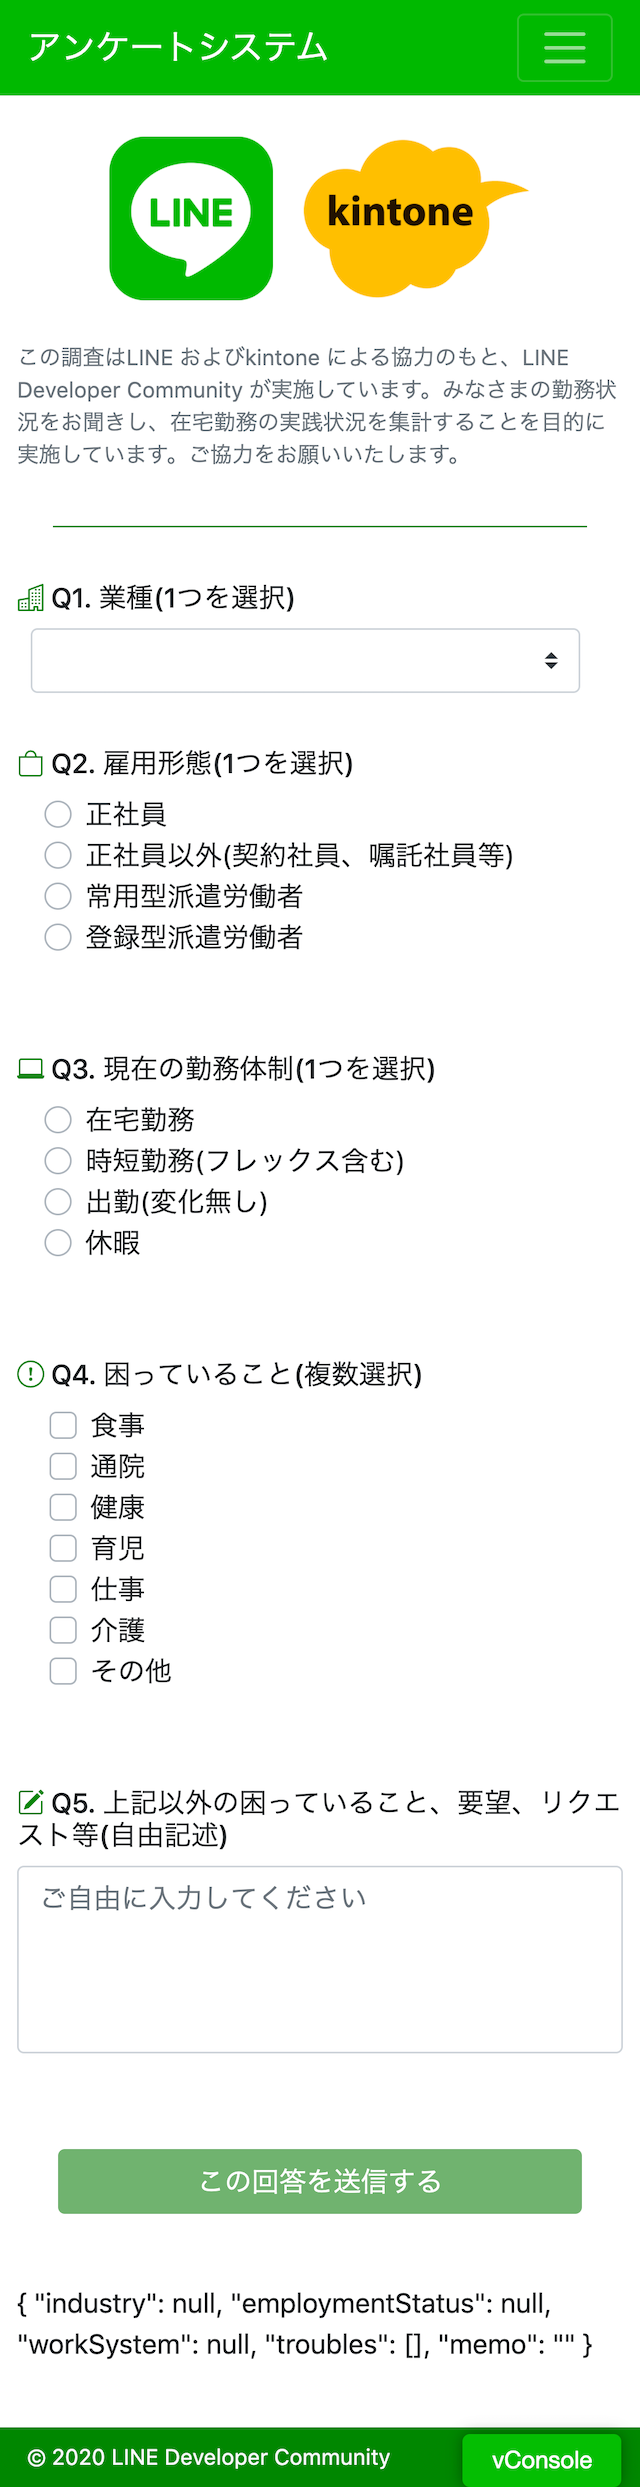 アンケートシステム
LINE
kintone
この調査はLINE およびkintone による協力のもと、LINE
Developer Community が実施しています。みなさまの勤務状
況をお聞きし、在宅勤務の実践状況を集計することを目的に
実施しています。ご協力をお願いいたします。
Q1. 業種(1つを選択)
Q2. 雇用形態(1つを選択)
正社員
正社員以外(契約社員、嘱託社員等)
常用型派遣労働者
登録型派遣労働者
Q3. 現在の勤務体制(1つを選択)
在宅勤務
時短勤務(フレックス含む)
出勤(変化無し)
休暇
Q4. 困っていること(複数選択)
食事
通院
健康
育児
仕事
介護
その他
Q5. 上記以外の困っていること、要望、リクエ
スト等(自由記述)
ご自由に入力してください
この回答を送信する
{ "industry": null, "employmentStatus": null,
"workSystem": null, "troubles": [], "memo": "" }
© 2020 LINE Developer Community
vConsole